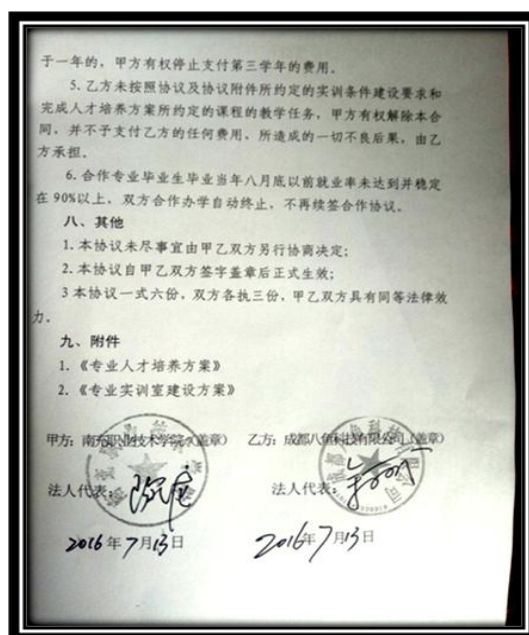 于一年的，甲方有权停止支付第三学年的费用。
5.乙方未按照协议及协议附件所约定的实训条件建设要求和
完成人才培养方案所约定的课程的教学任务，甲方有权解除本合
同，并不予支付乙方的任何费用，所造成的一切不良后果，由乙
方承担。
6.合作专业毕业生毕业当年八月底以前就业率未达到并稳定
在90%以上，双方合作办学自动终止，不再续签合作协议。
八、其他
1.本协议未尽事宜由甲乙双方另行协商决定；
2.本协议自甲乙双方签字盖章后正式生效；
3本协议一式六份，双方各执三份，甲乙双方具有同等法律效
力。
九、附件
1.《专业人才培养方案》
2.《专业实训室建设方案》
甲方：南充职业技术学院（盖章） 乙方：成都八鱼科技有限公司（盖章）
法人代表： 法人代表：
2016年7月13日 2016年7月13日